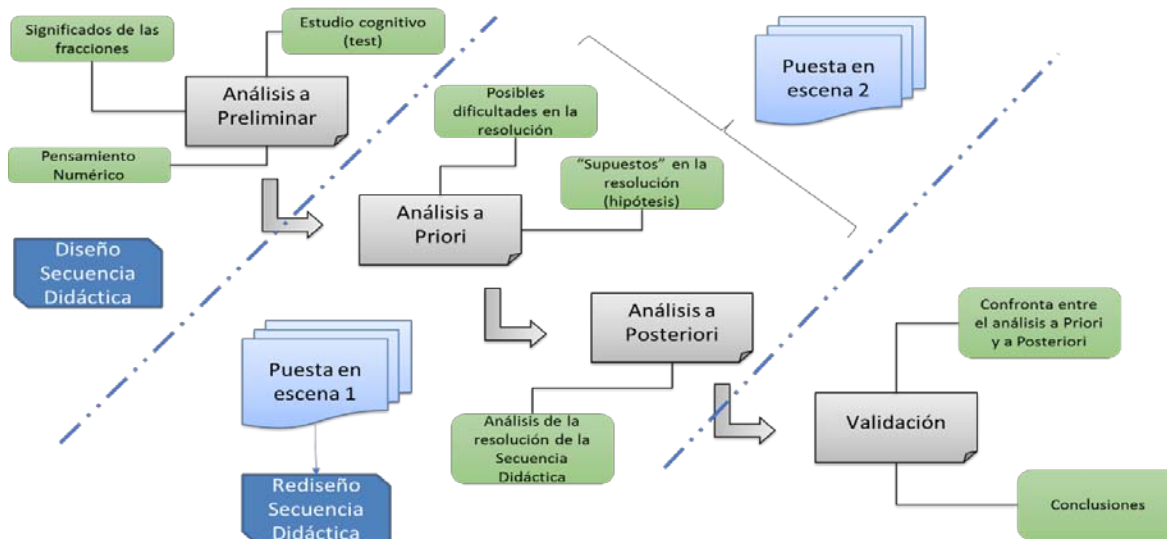 Significados de las
fracciones
Estudio cognitivo
(test)
Análisis a
Preliminar
Pensamiento
Numérico
Puesta en
escena 2
Posibles
dificultades en la
resolución
"Supuestos" en la
resolución
(hipótesis)
Análisis a
Priori
Diseño
Secuencia
Didáctica
Análisis a
Posteriori
Puesta en
escena 1
Análisis de la
resolución de la
Secuencia
Didáctica
Rediseño
Secuencia
Didáctica
Confronta entre
el análisis a Priori
y a Posteriori
Validación
Conclusiones